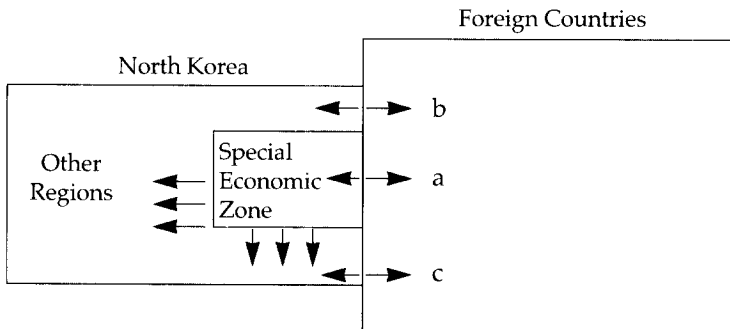 Foreign Countries
North Korea
b
Other
Regions
Special
Economic
Zone
a
c